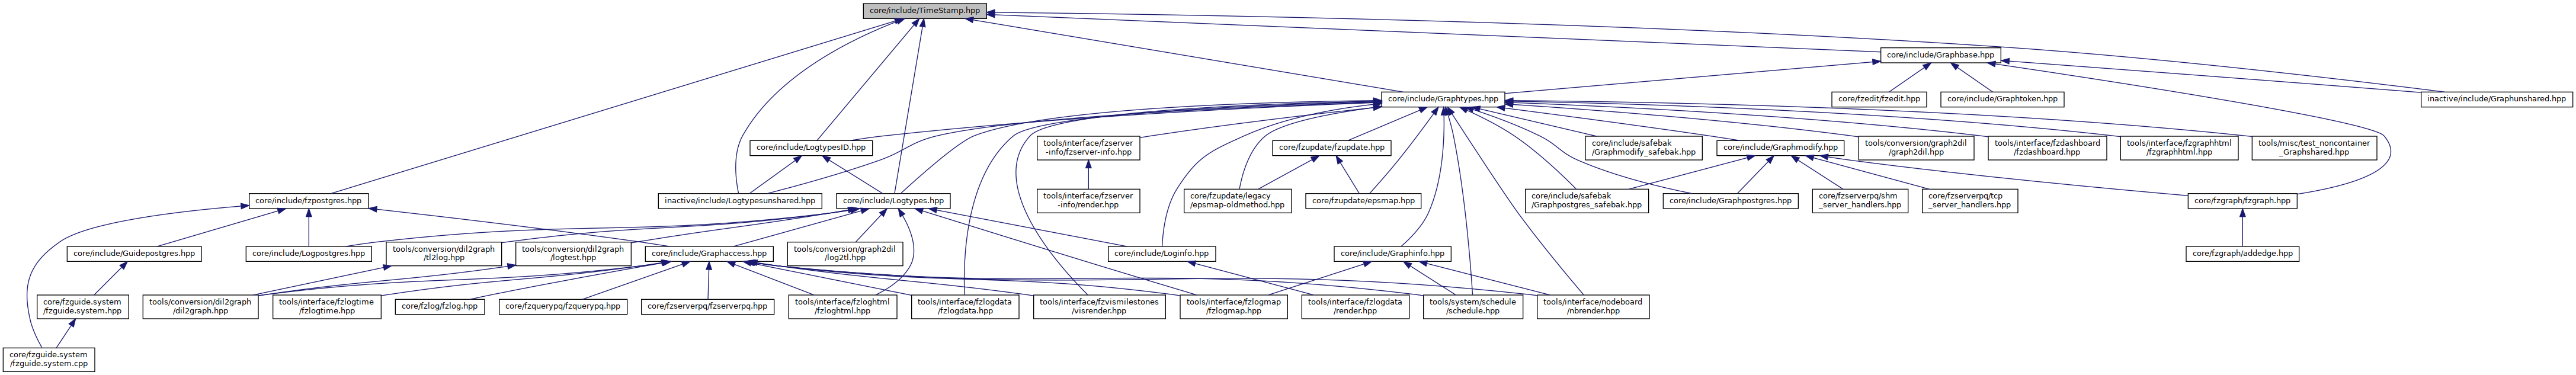 core/include/TimeStamp.hpp
core/include/Graphbase.hpp
core/include/Graphtypes.hpp
core/fzedit/fzedit.hpp
core/include/Graphtoken.hpp
inactive/include/Graphunshared.hpp
core/include/LogtypesID.hpp
tools/interface/fzserver
-info/fzserver-info.hpp
core/fzupdate/fzupdate.hpp
core/include/safebak
/Graphmodify_safebak.hpp
core/include/Graphmodify.hpp
tools/conversion/graph2dil
/graph2dil.hpp
tools/interface/fzdashboard
/fzdashboard.hpp
tools/interface/fzgraphhtml
/fzgraphhtml.hpp
tools/misc/test_noncontainer
_Graphshared.hpp
core/include/fzpostgres.hpp
inactive/include/Logtypesunshared.hpp
core/include/Logtypes.hpp
tools/interface/fzserver
-info/render.hpp
core/fzupdate/legacy
/epsmap-oldmethod.hpp
core/fzupdate/epsmap.hpp
core/include/safebak
/Graphpostgres_safebak.hpp
core/include/Graphpostgres.hpp
core/fzserverpq/shm
_server_handlers.hpp
core/fzserverpq/tcp
_server_handlers.hpp
core/fzgraph/fzgraph.hpp
core/include/Guidepostgres.hpp
core/include/Logpostgres.hpp
tools/conversion/dil2graph
/tl2log.hpp
tools/conversion/dil2graph
/logtest.hpp
core/include/Graphaccess.hpp
tools/conversion/graph2dil
/log2tl.hpp
core/include/Loginfo.hpp
core/include/Graphinfo.hpp
core/fzgraph/addedge.hpp
core/fzguide.system
/fzguide.system.hpp
tools/conversion/dil2graph
/dil2graph.hpp
tools/interface/fzlogtime
/fzlogtime.hpp
core/fzlog/fzlog.hpp
core/fzquerypq/fzquerypq.hpp
core/fzserverpq/fzserverpq.hpp
tools/interface/fzloghtml
/fzloghtml.hpp
tools/interface/fzlogdata
/fzlogdata.hpp
tools/interface/fzvismilestones
/visrender.hpp
tools/interface/fzlogmap
/fzlogmap.hpp
tools/interface/fzlogdata
/render.hpp
tools/system/schedule
/schedule.hpp
tools/interface/nodeboard
/nbrender.hpp
core/fzguide.system
/fzguide.system.cpp